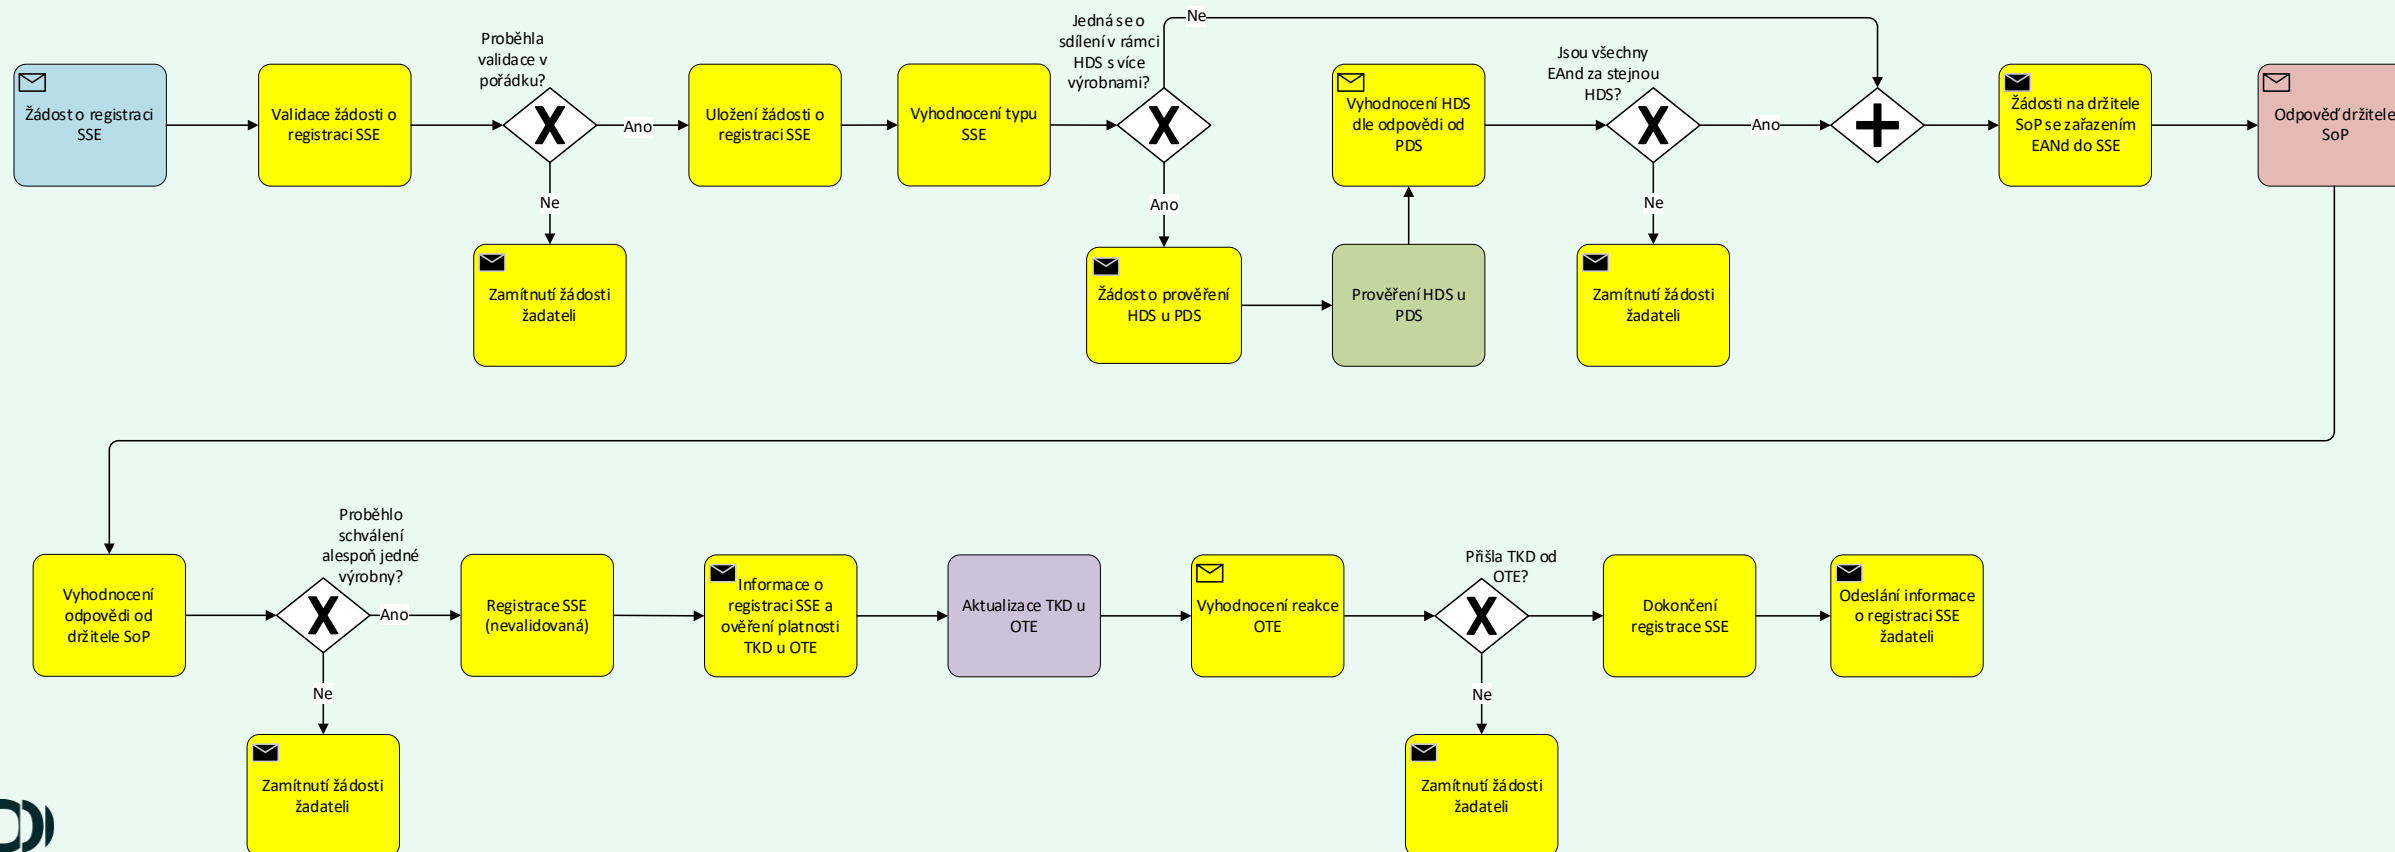 Žádost o registraci
SSE
Validace žádosti o
registraci SSE
Proběhla
validace v
pořádku?
X
Ano
Ne
Zamítnutí žádosti
žadateli
Uložení žádosti o
registraci SSE
Vyhodnocení typu
SSE
Jedná se o
sdílení v rámci
HDS s více
výrobnami?
X
Ne
Ano
Žádost o prověření
HDS u PDS
Prověření HDS u
PDS
Vyhodnocení HDS
dle odpovědi od
PDS
Jsou všechny
EAnd za stejnou
HDS?
X
Ano
Ne
Zamítnutí žádosti
žadateli
Žádosti na držitele
SoP se zařazením
EANd do SSE
Odpověď držitele
SoP
Vyhodnocení
odpovědi od
držitele SoP
Proběhlo
schválení
alespoň jedné
výrobny?
X
Ano
Ne
Zamítnutí žádosti
žadateli
Registrace SSE
(nevalidovaná)
Informace o
registraci SSE a
ověření platnosti
TKD u OTE
Aktualizace TKD u
OTE
Vyhodnocení reakce
OTE
Přišla TKD od
OTE?
X
Ne
Zamítnutí žádosti
žadateli
Dokončení
registrace SSE
Odeslání informace
o registraci SSE
žadateli